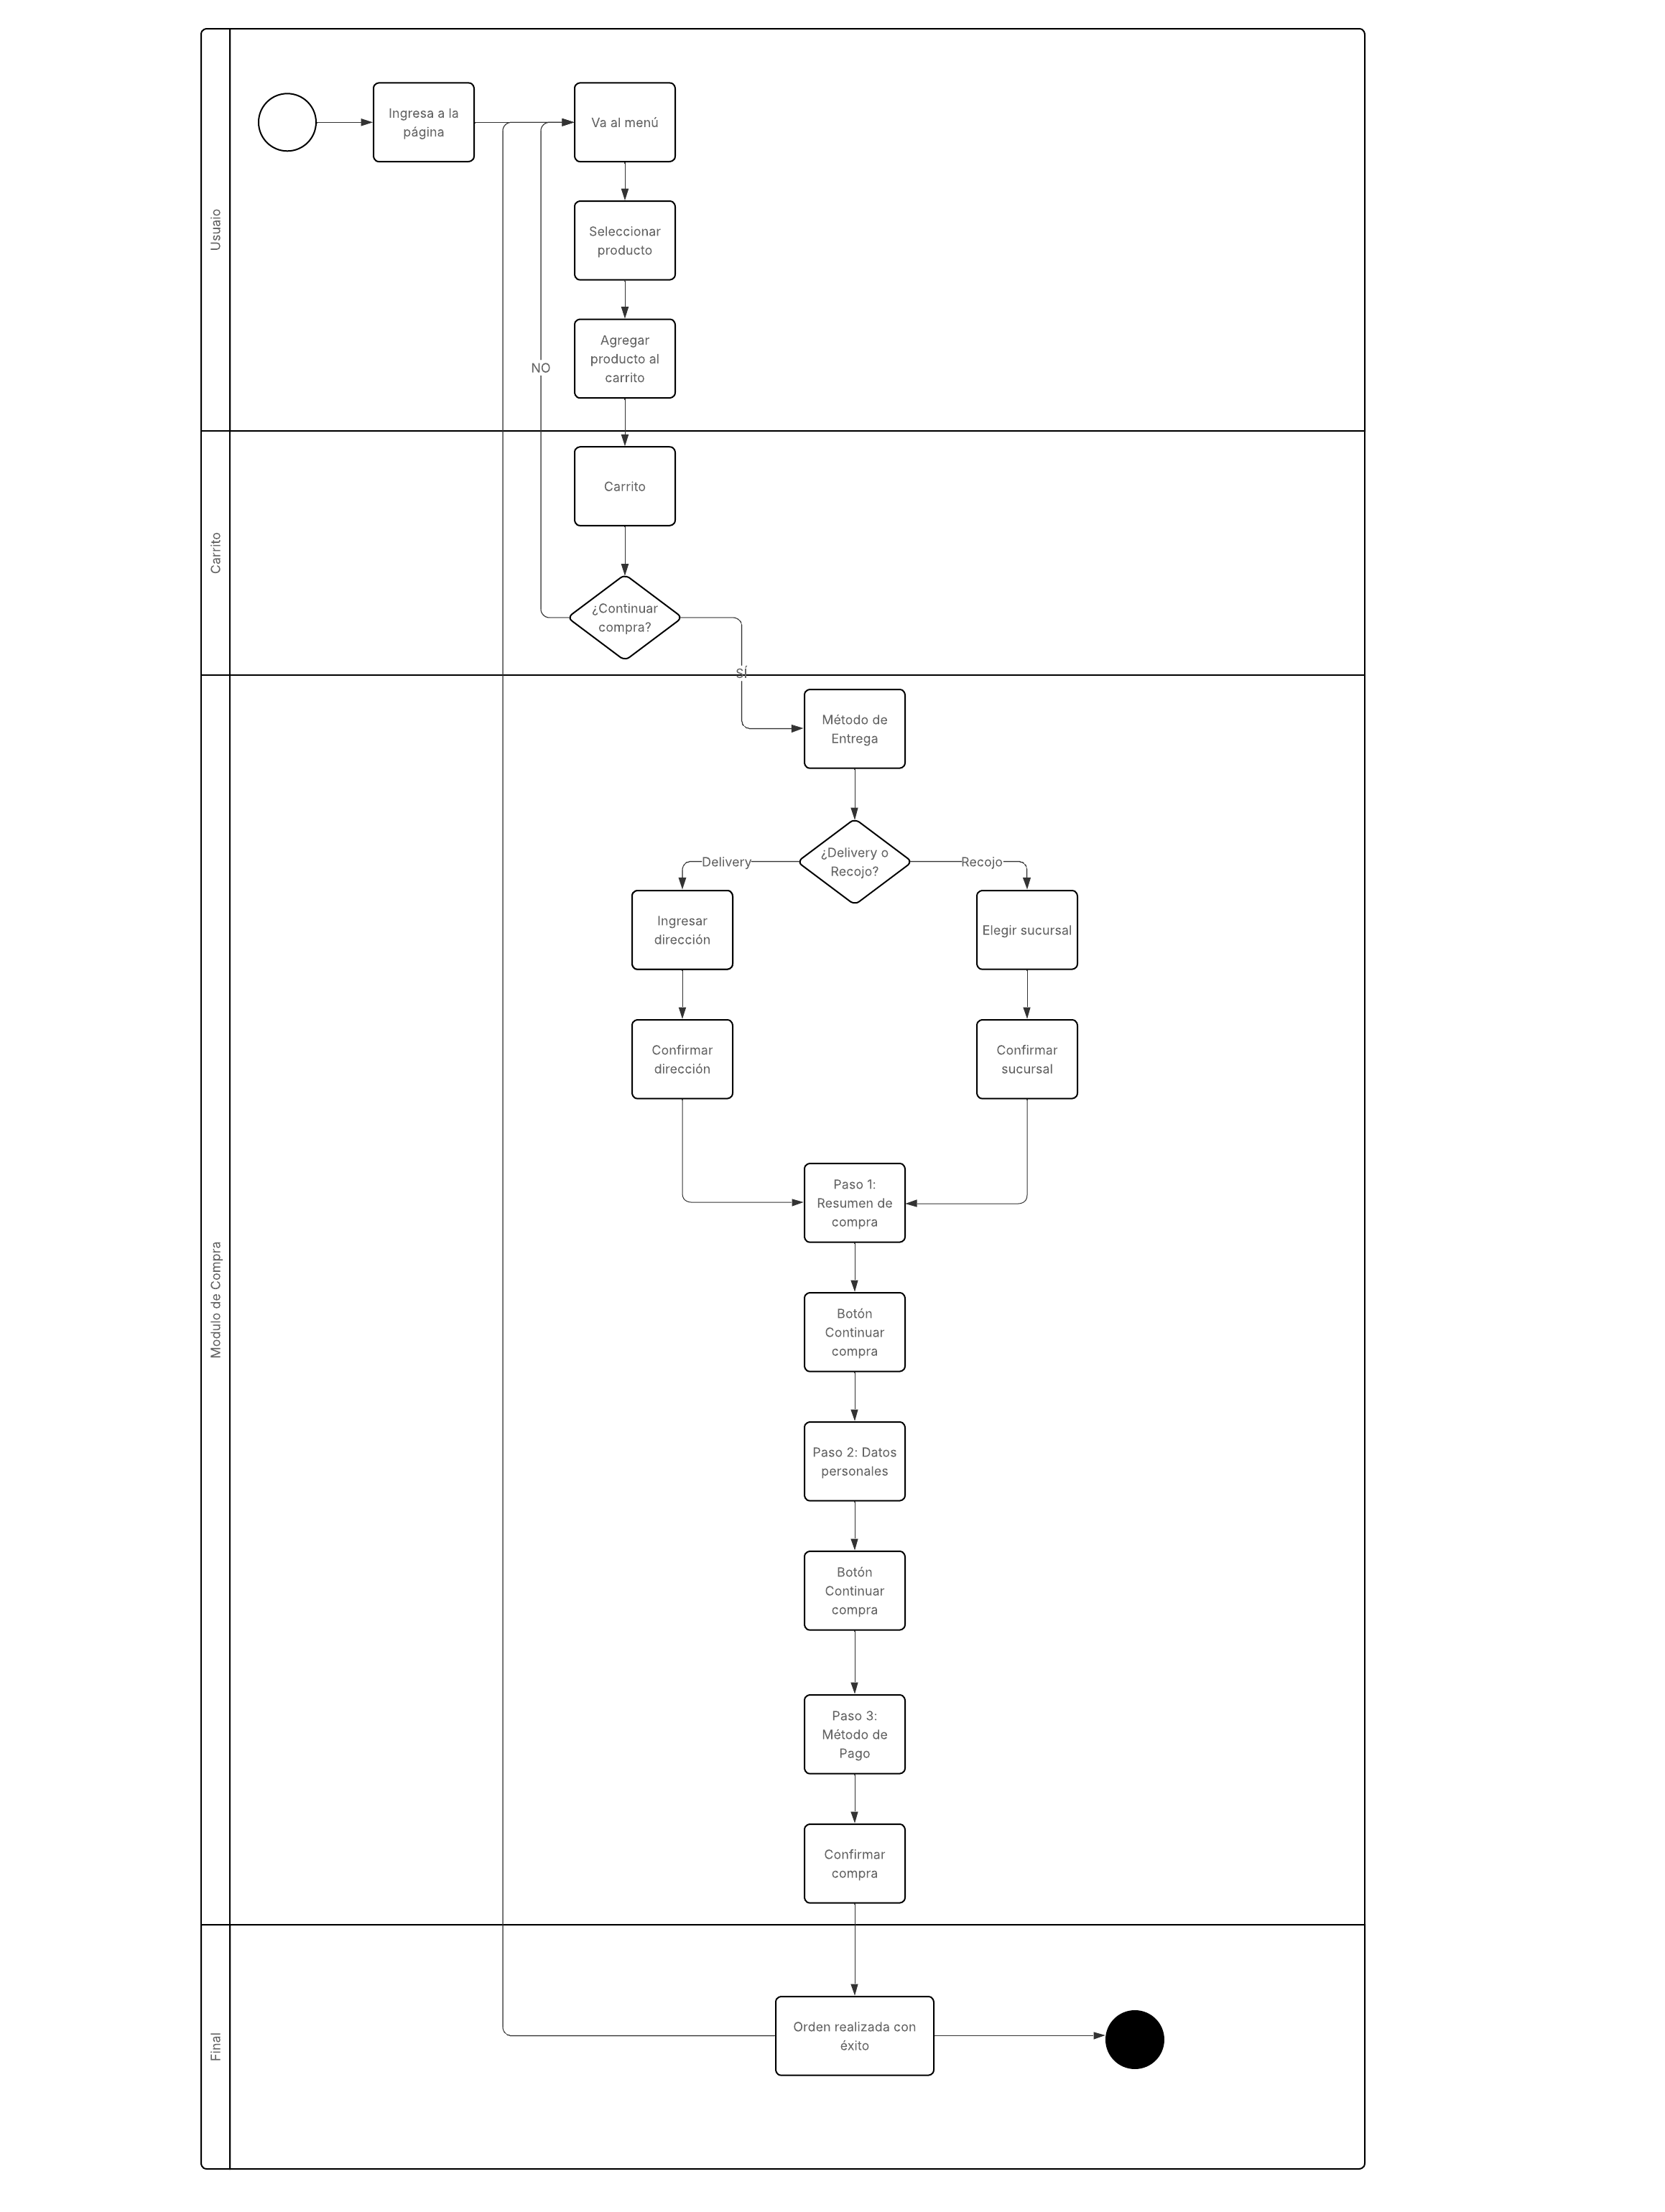 Usuaio
Ingresa a la
página
Va al menú
Seleccionar
producto
Agregar
producto al
carrito
NO
Carrito
Carrito
¿Continuar
compra?
SÍ
Modulo de Compra
Método de
Entrega
¿Delivery o
Recojo?
Delivery
Recojo
Ingresar
dirección
Elegir sucursal
Confirmar
dirección
Confirmar
sucursal
Paso 1:
Resumen de
compra
Botón
Continuar
compra
Paso 2: Datos
personales
Botón
Continuar
compra
Paso 3:
Método de
Pago
Confirmar
compra
Final
Orden realizada con
éxito